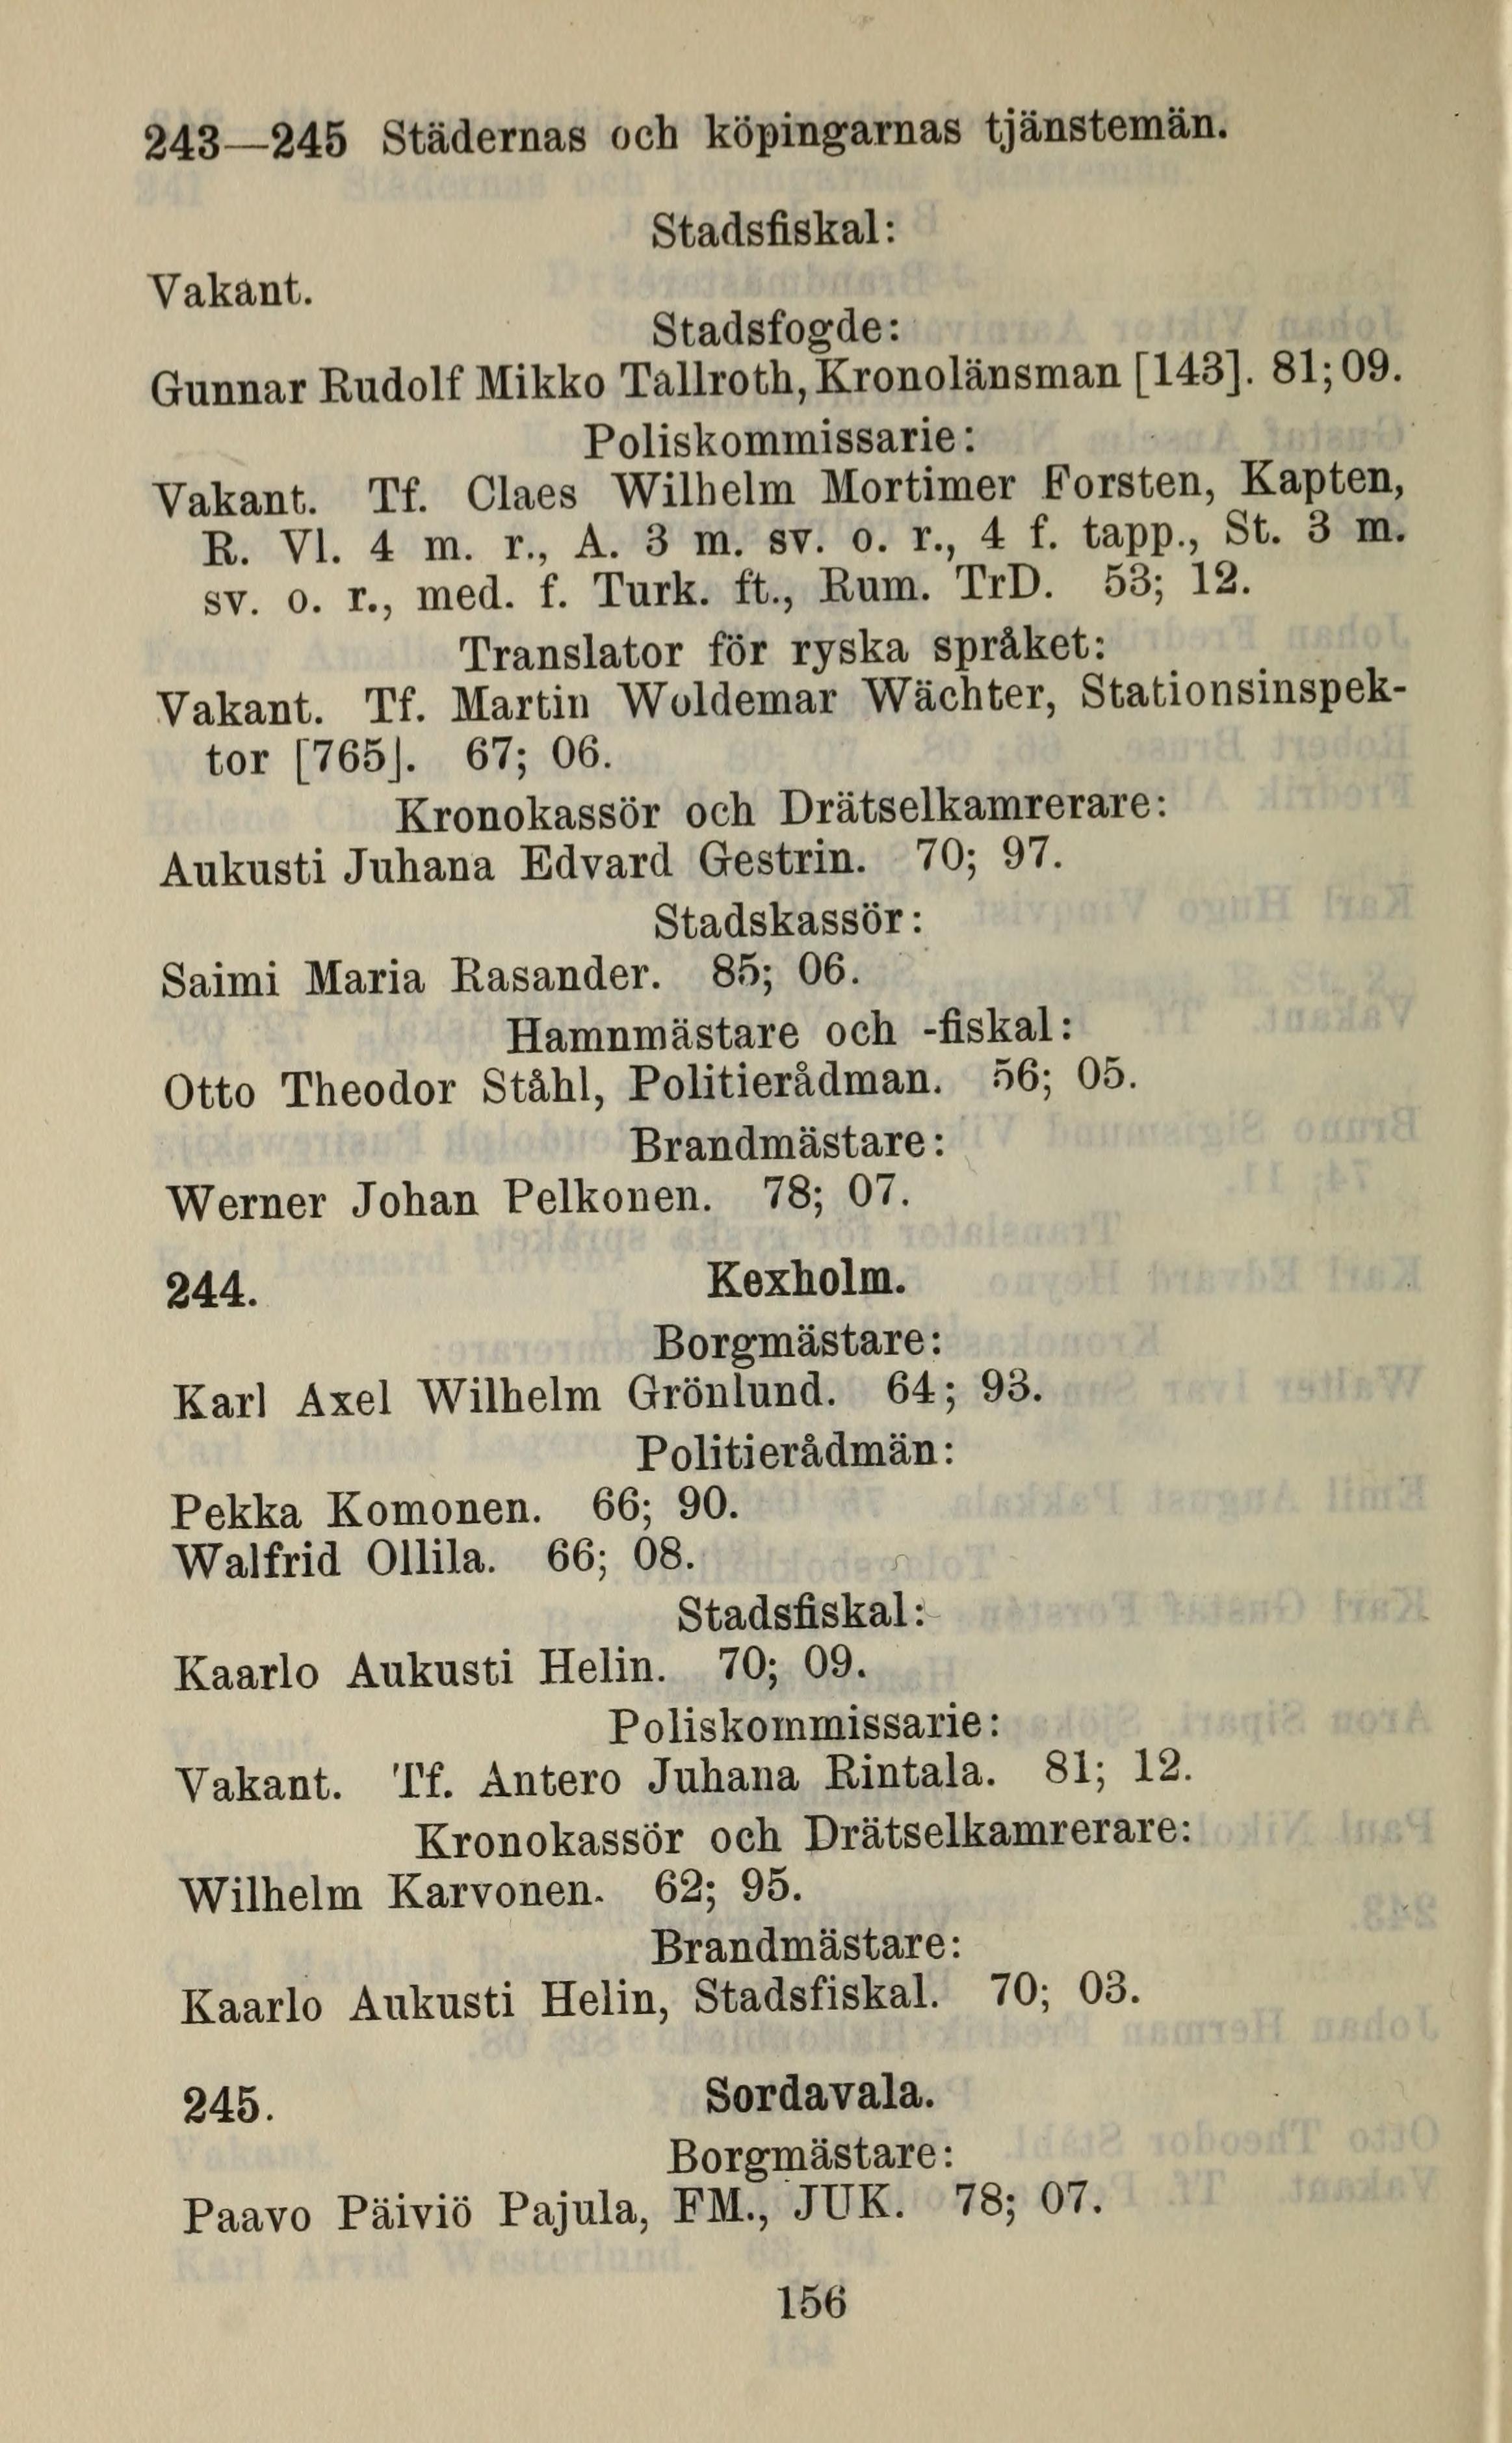 243—245 Städernas och köpingarnas tjänstemän.
Stadsfiskal:
Vakant.
Stadsfogde:
Gunnar Rudolf Mikko Tallroth, Kronolänsman [143]. 81; 09.
Poliskommissarie:
Vakant. Tf. Claes Wilhelm Mortimer Forsten, Kapten,
R. Vl. 4 m. r., A. 3 m. sv. o. r., 4 f. tapp., St. 3 m.
sv. o. r., med. f. Turk. ft., Rum. TrD. 53; 12.
Translator för ryska språket:
Vakant. Tf. Martin Woldemar Wächter, Stationsinspek-
tor [765]. 67; 06.
Kronokassör och Drätselkamrerare:
Aukusti Juhana Edvard Gestrin. 70; 97.
Stadskassör:
Saimi Maria Rasander. 85; 06.
Hamnmästare och -fiskal:
Otto Theodor Ståhl, Politierådman. 56; 05.
Brandmästare:
Werner Johan Pelkonen. 78; 07.
244. Kexholm.
Borgmästare:
Karl Axel Wilhelm Grönlund. 64; 93.
Politierådmän:
Pekka Komonen. 66; 90.
Walfrid Ollila. 66; 08.
Stadsfiskal:
Kaarlo Aukusti Helin. 70; 09.
Poliskommissarie:
Vakant. Tf. Antero Juhana Rintala. 81; 12.
Kronokassör och Drätselkamrerare:
Wilhelm Karvonen. 62; 95.
Brandmästare:
Kaarlo Aukusti Helin, Stadsfiskal. 70; 03.
245. Sordavala.
Borgmästare:
Paavo Päiviö Pajula, FM., JUK. 78; 07.
156